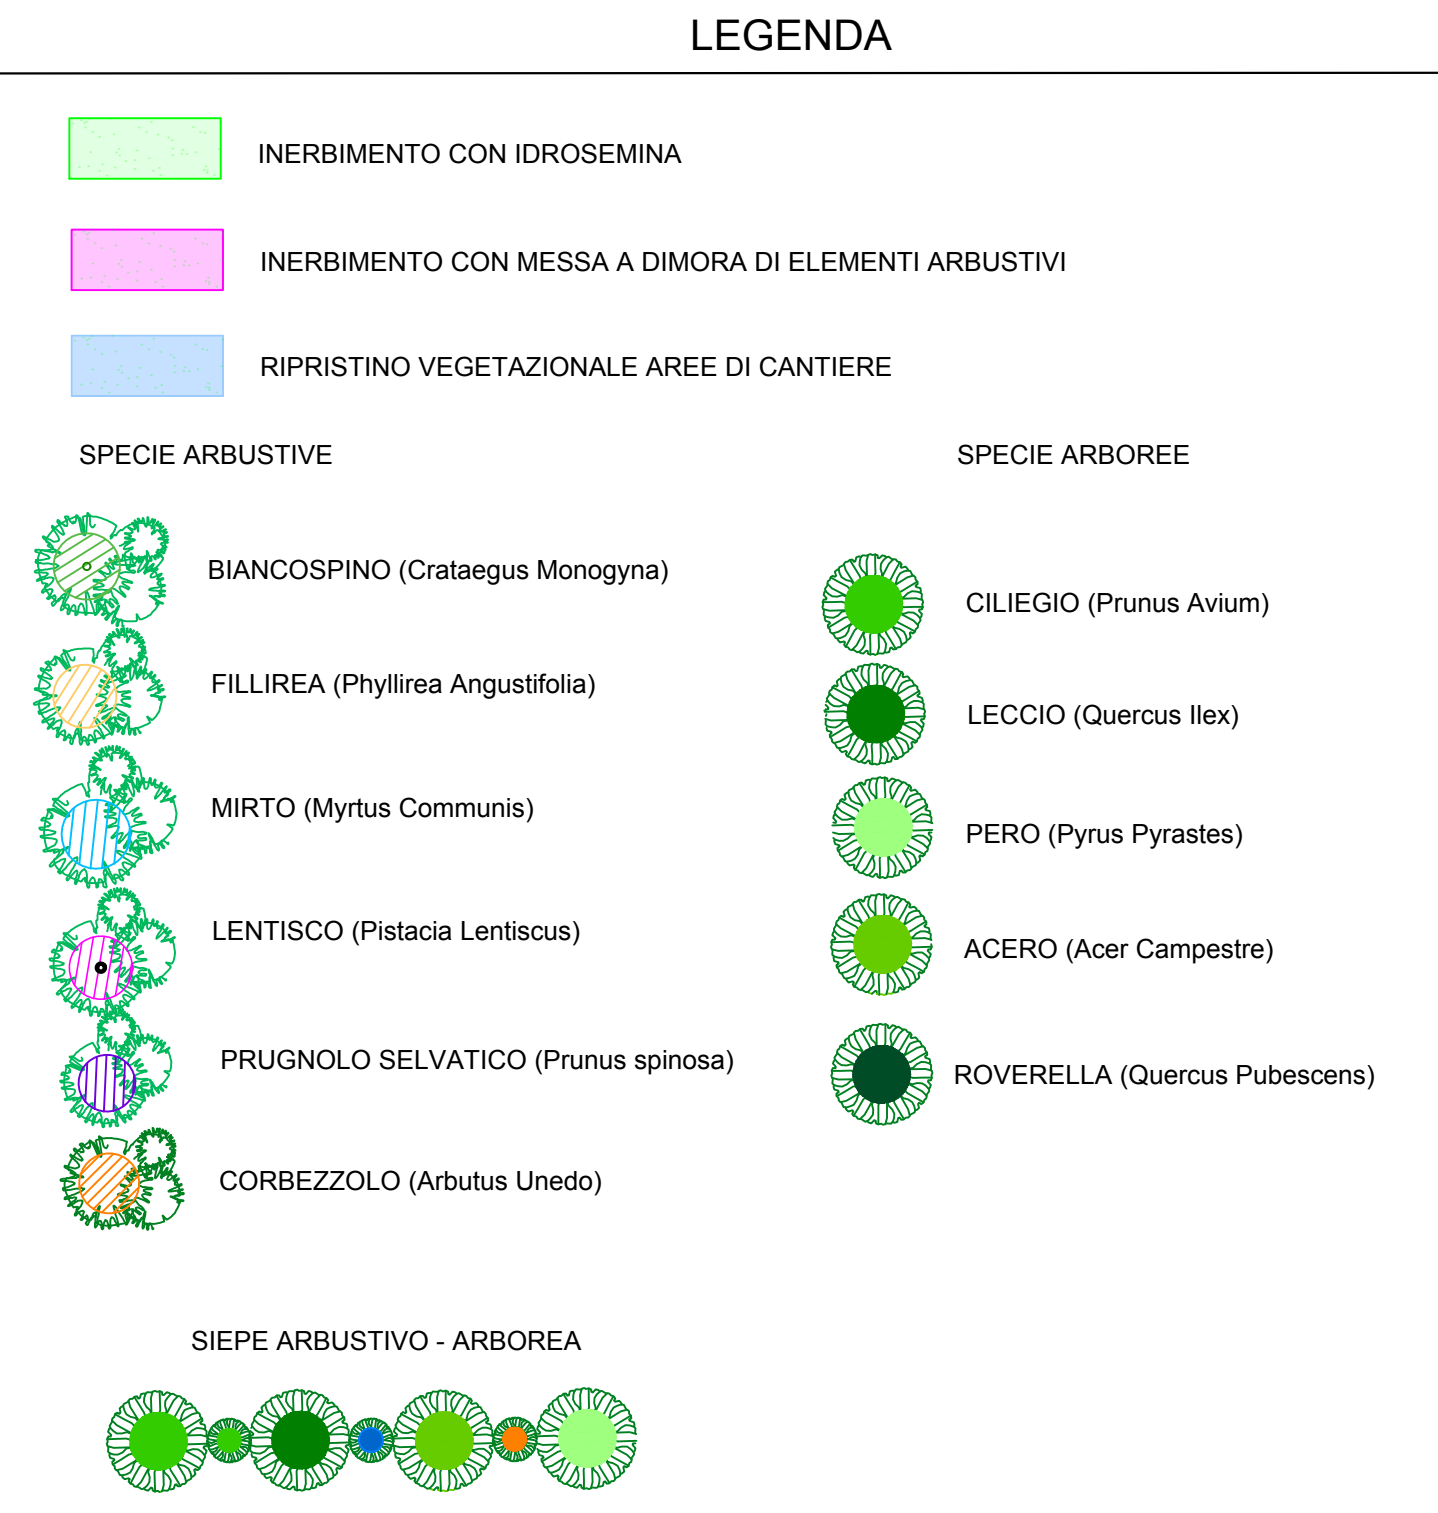 LEGENDA
INERBIMENTO CON IDROSEMINA
INERBIMENTO CON MESSA A DIMORA DI ELEMENTI ARBUSTIVI
RIPRISTINO VEGETAZIONALE AREE DI CANTIERE
SPECIE ARBUSTIVE
BIANCOSPINO (Crataegus Monogyna)
FILLIREA (Phyllirea Angustifolia)
MIRTO (Myrtus Communis)
LENTISCO (Pistacia Lentiscus)
PRUGNOLO SELVATICO (Prunus spinosa)
CORBEZZOLO (Arbutus Unedo)
SPECIE ARBOREE
CILIEGIO (Prunus Avium)
LECCIO (Quercus Ilex)
PERO (Pyrus Pyrastes)
ACERO (Acer Campestre)
ROVERELLA (Quercus Pubescens)
SIEPE ARBUSTIVO - ARBOREA